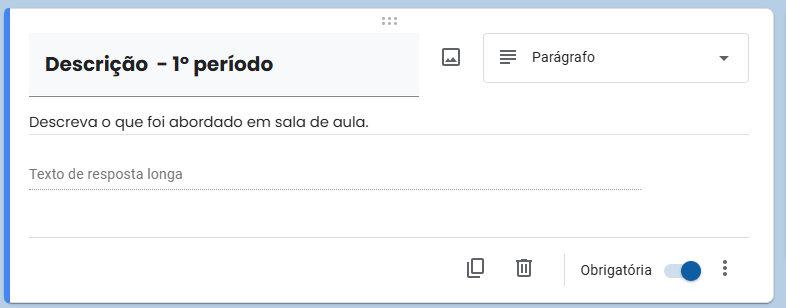 Descrição - 1º período
Parágrafo
Descreva o que foi abordado em sala de aula.
Texto de resposta longa
Obrigatória